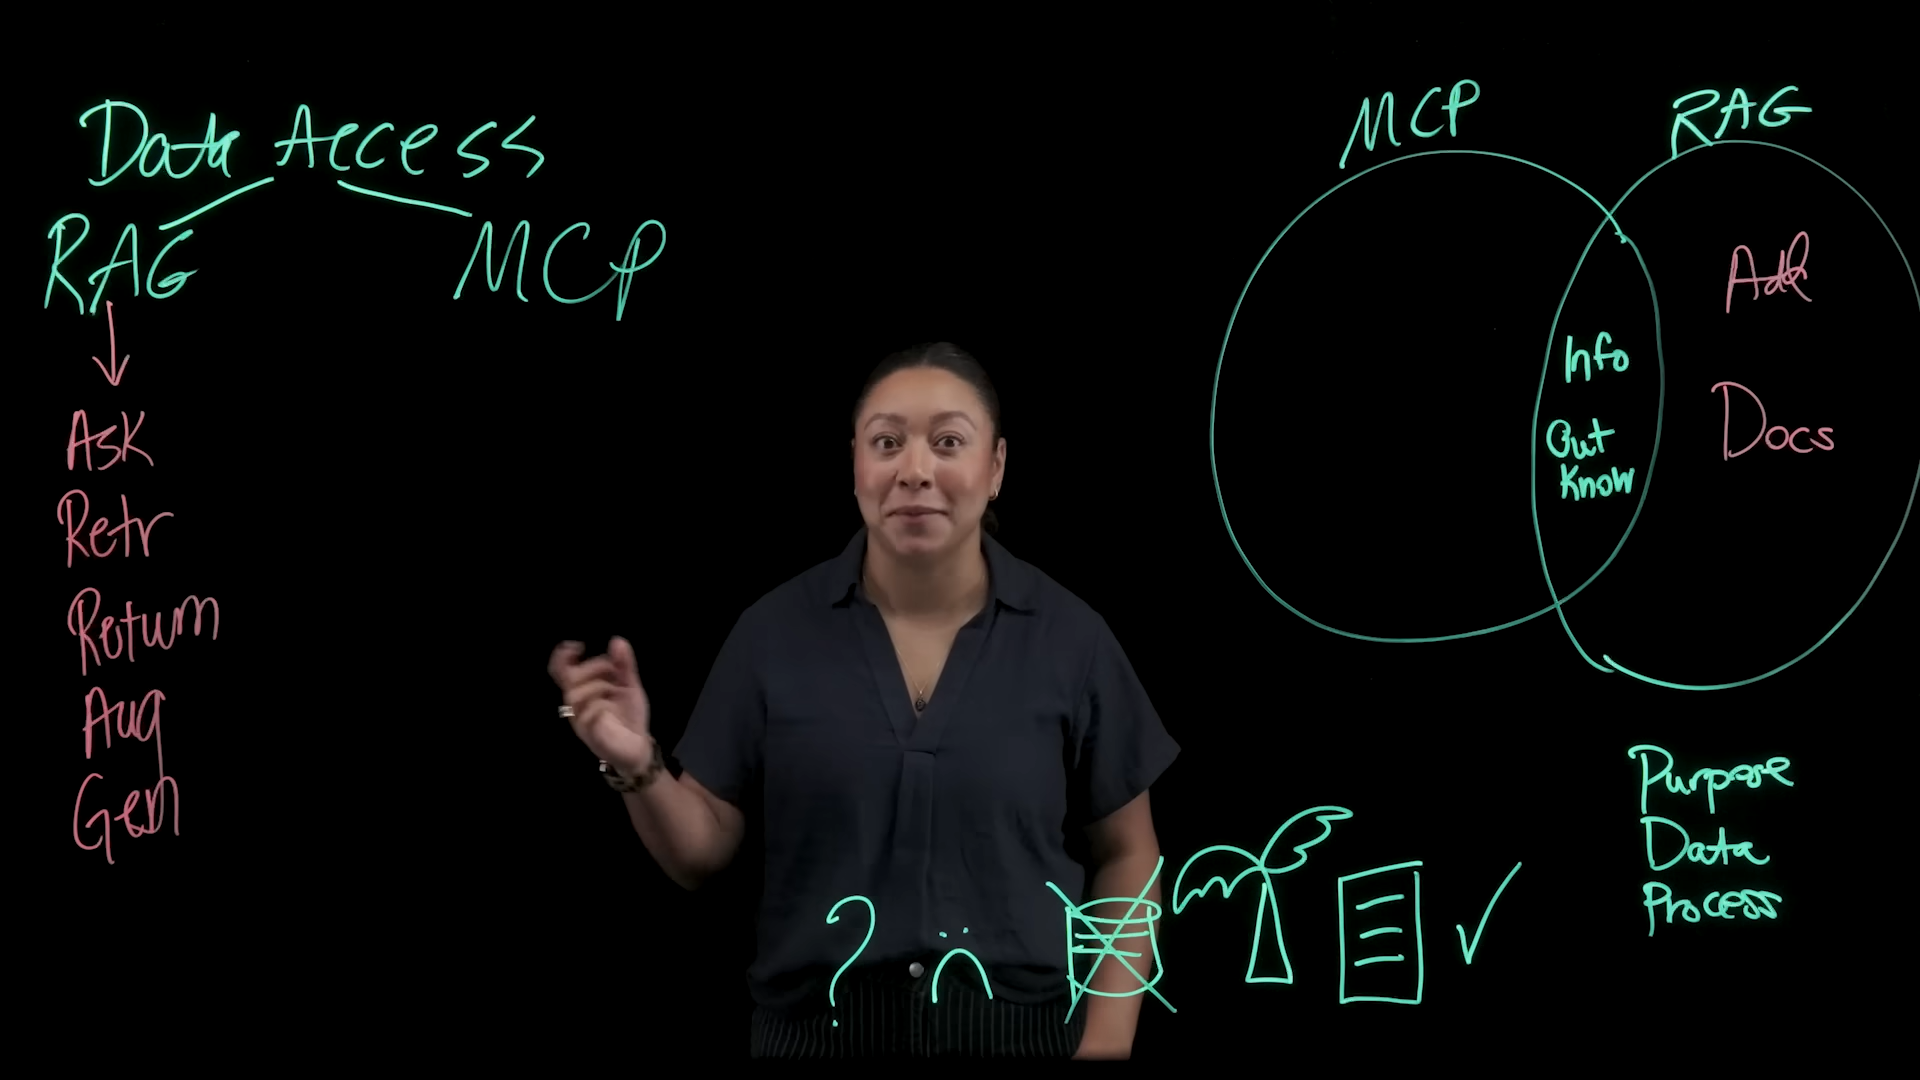 Data Access
RAG
MCP
Ask
Retr
Return
Aug
Gen
?
MCP
RAG
Info
Out
Know
Add
Docs
Purpose
Data
Process